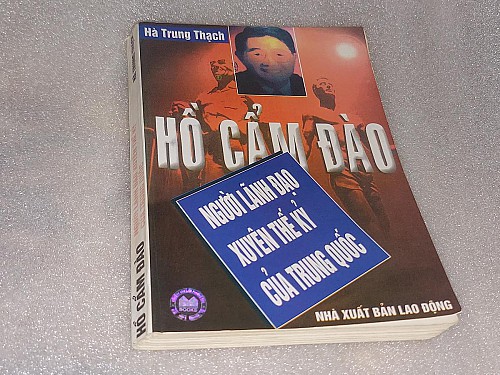 Hà Trung Thạch
HỒ CẨM ĐÀO
NGƯỜI LÃNH ĐẠO
XUYÊN THẾ KỶ
CỦA TRUNG QUỐC
NHÀ XUẤT BẢN LAO ĐỘNG
HỒ CẨM ĐÀO
BOOKS